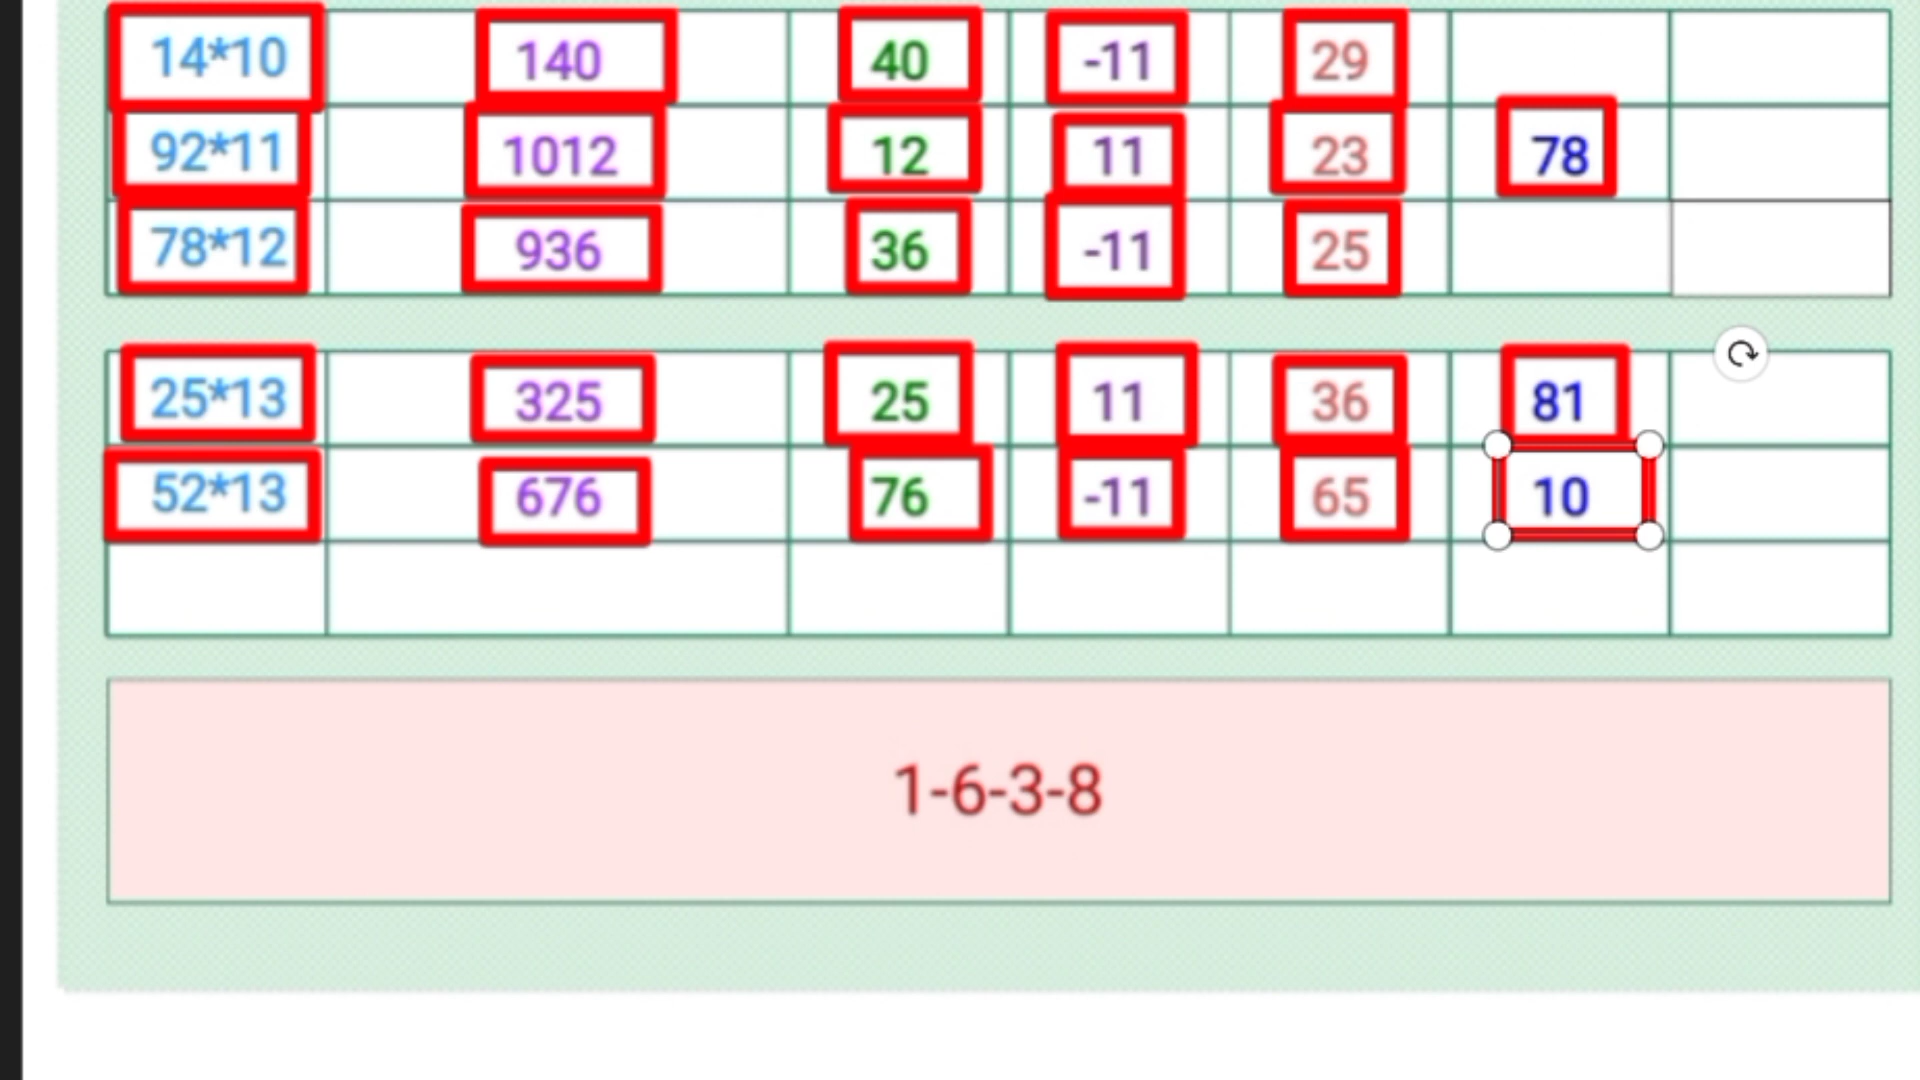 14*10 140 40 -11 29
92*11 1012 12 11 23 78
78*12 936 36 -11 25
25*13 325 25 11 36 81
52*13 676 76 -11 65 10
1-6-3-8